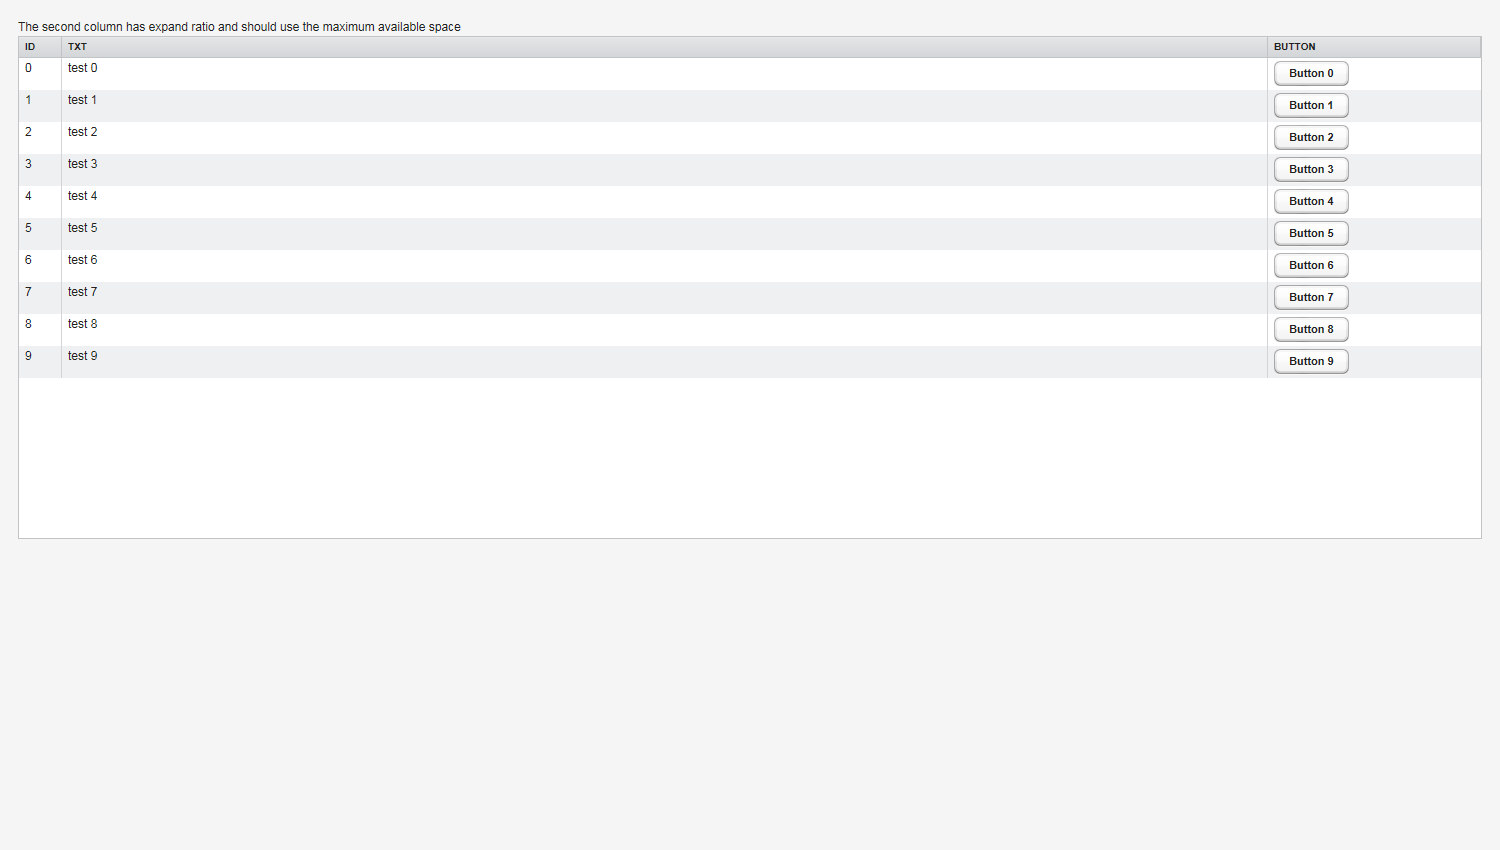 The second column has expand ratio and should use the maximum available space
ID TXT BUTTON
0 test 0 Button 0
1 test 1 Button 1
2 test 2 Button 2
3 test 3 Button 3
4 test 4 Button 4
5 test 5 Button 5
6 test 6 Button 6
7 test 7 Button 7
8 test 8 Button 8
9 test 9 Button 9